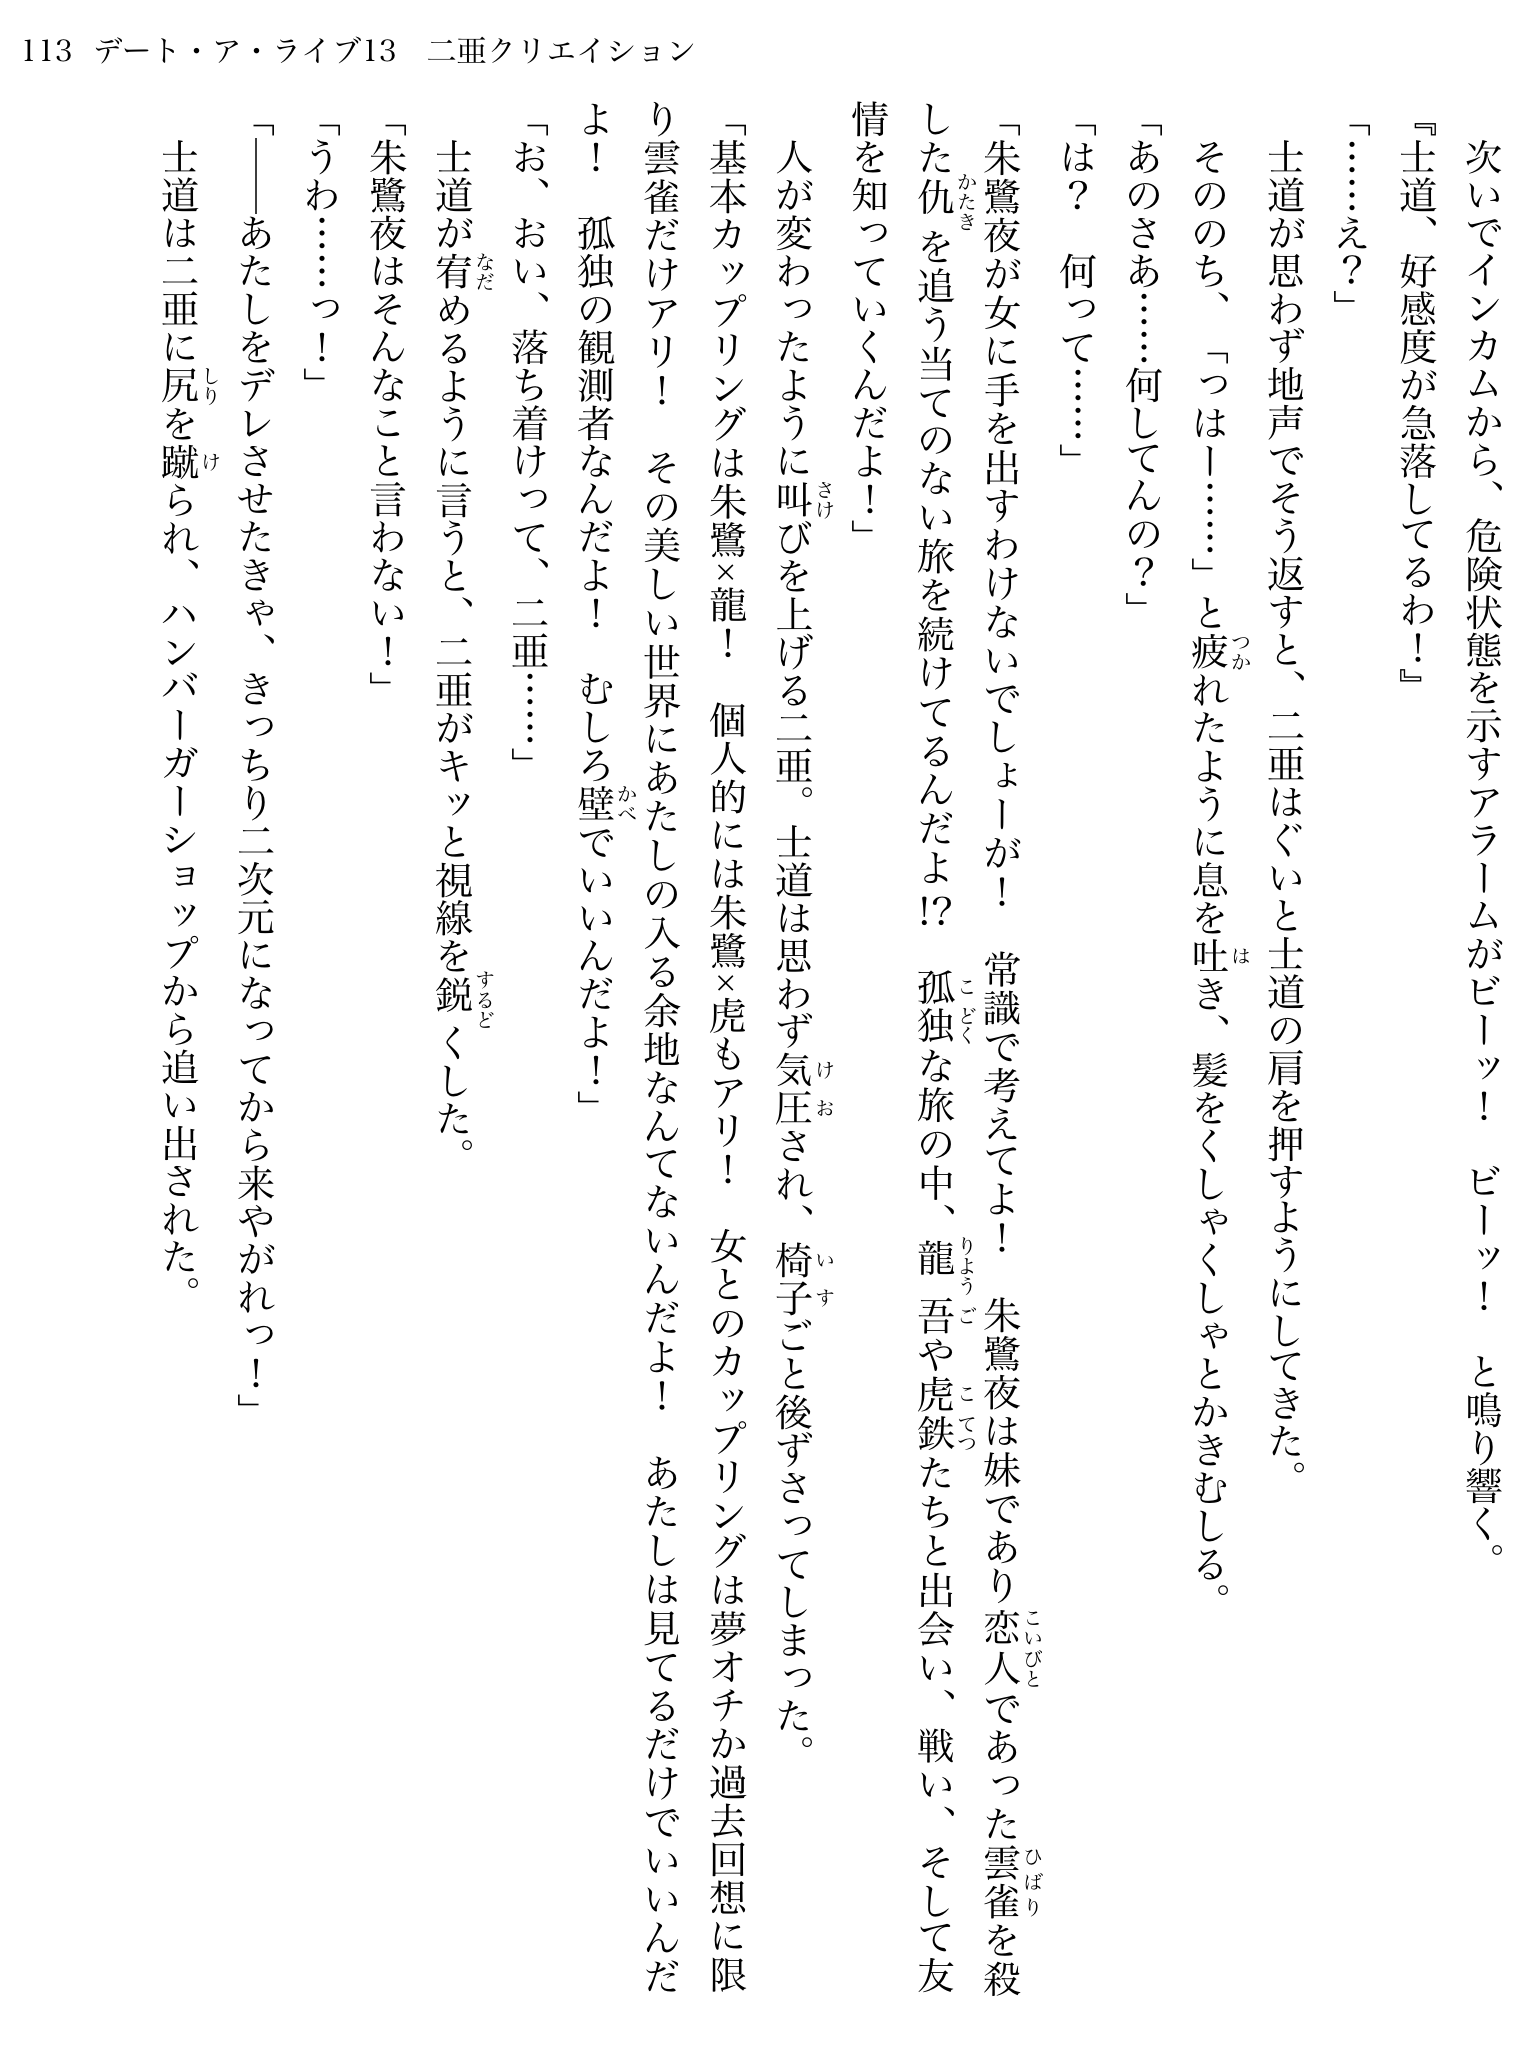 113 デート・ア・ライブ13　二亜クリエイション
　次いでインカムから、危険状態を示すアラームがビーッ！　ビーッ！　と鳴り響く。
『士道、好感度が急落してるわ！』
「……え？」
　士道が思わず地声でそう返すと、二亜はぐいと士道の肩を押すようにしてきた。
　そののち、「っはー……」と疲れたように息を吐き、髪をくしゃくしゃとかきむしる。
「あのさあ……何してんの？」
「は？　何って……」
「朱鷺夜が女に手を出すわけないでしょーが！　常識で考えてよ！　朱鷺夜は妹であり恋人であった雲雀を殺
した仇を追う当てのない旅を続けてるんだよ!?　孤独な旅の中、龍吾や虎鉄たちと出会い、戦い、そして友
情を知っていくんだよ！」
　人が変わったように叫びを上げる二亜。士道は思わず気圧され、椅子ごと後ずさってしまった。
「基本カップリングは朱鷺×龍！　個人的には朱鷺×虎もアリ！　女とのカップリングは夢オチか過去回想に限
り雲雀だけアリ！　その美しい世界にあたしの入る余地なんてないんだよ！　あたしは見てるだけでいいんだ
よ！　孤独の観測者なんだよ！　むしろ壁でいいんだよ！」
「お、おい、落ち着けって、二亜……」
　士道が宥めるように言うと、二亜がキッと視線を鋭くした。
「朱鷺夜はそんなこと言わない！」
「うわ……っ！」
「――あたしをデレさせたきゃ、きっちり二次元になってから来やがれっ！」
　士道は二亜に尻を蹴られ、ハンバーガーショップから追い出された。